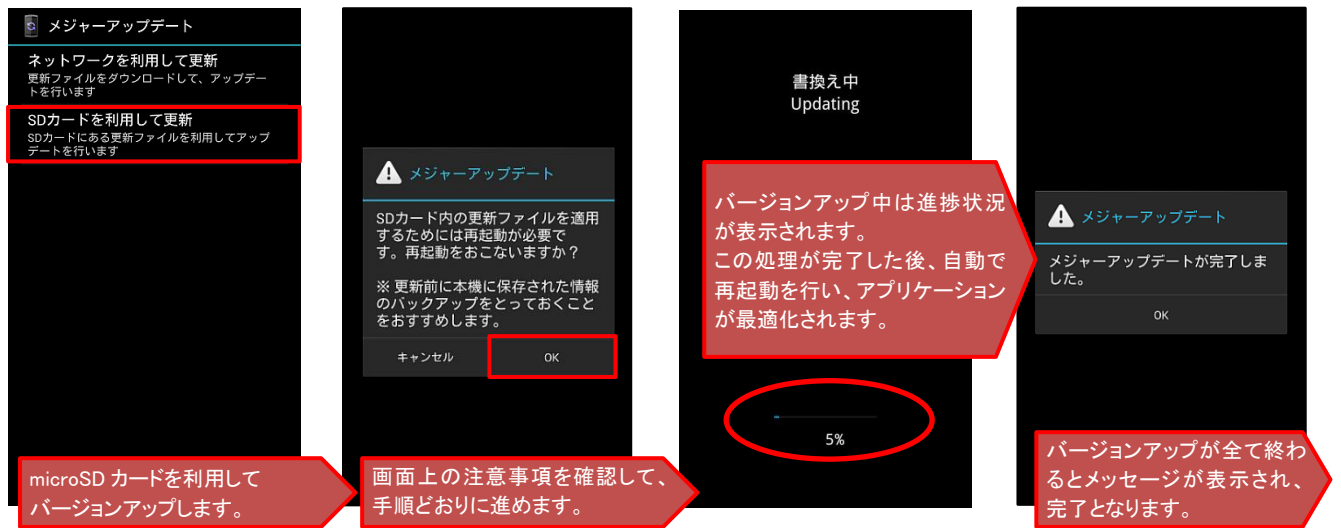 メジャーアップデート
ネットワークを利用して更新
更新ファイルをダウンロードして、アップデー
トを行います
SDカードを利用して更新
SDカードにある更新ファイルを利用してアップ
デートを行います
microSD カードを利用して
バージョンアップします。
メジャーアップデート
SDカード内の更新ファイルを適用
するためには再起動が必要で
す。再起動をおこないますか？
※ 更新前に本機に保存された情報
のバックアップをとっておくこと
をおすすめします。
キャンセル
OK
画面上の注意事項を確認して、
手順どおりに進めます。
書換え中
Updating
バージョンアップ中は進捗状況
が表示されます。
この処理が完了した後、自動で
再起動を行い、アプリケーション
が最適化されます。
5%
メジャーアップデート
メジャーアップデートが完了しま
した。
OK
バージョンアップが全て終わ
るとメッセージが表示され、
完了となります。